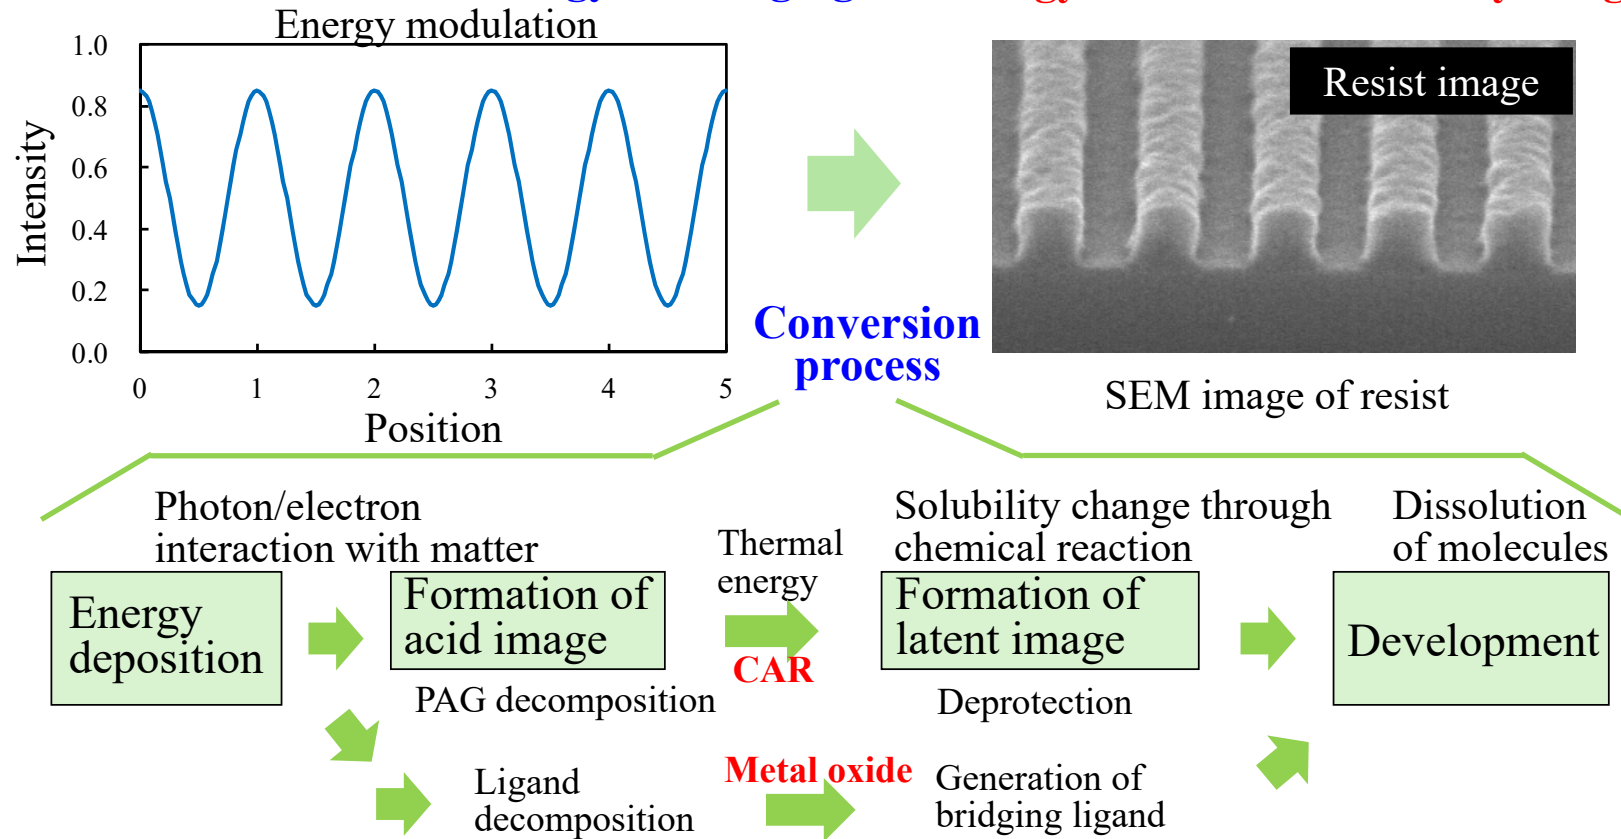 Energy modulation
1.0
0.8
0.6
0.4
0.2
0.0
Intensity
0
1
2
3
4
5
Position
Resist image
SEM image of resist
Conversion
process
Photon/electron
interaction with matter
Thermal
energy
Solubility change through
chemical reaction
Dissolution
of molecules
Energy
deposition
Formation of
acid image
CAR
Formation of
latent image
Development
PAG decomposition
Deprotection
Ligand
decomposition
Metal oxide
Generation of
bridging ligand